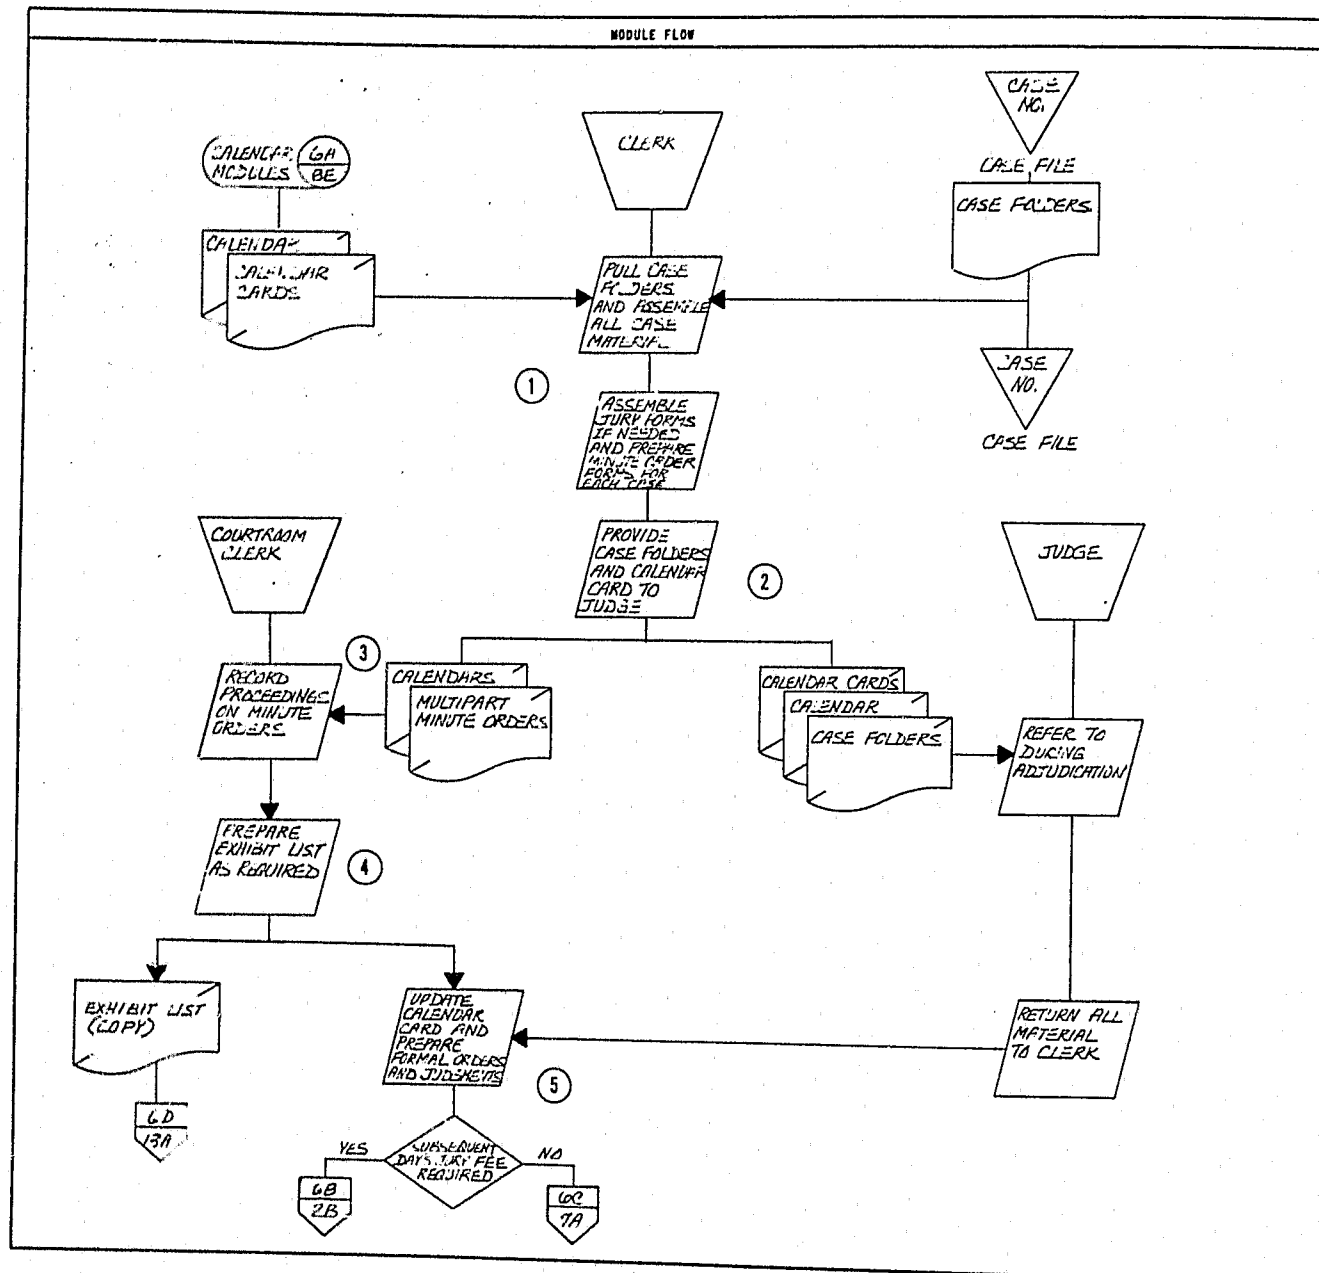 MODULE FLOW
CASE
NO.
CASE FILE
CASE FOLDERS
CLERK
CALENDAR
MODULES
6A
BE
CALENDAR
CALENDAR
CARDS
PULL CASE
FOLDERS
AND ASSEMBLE
ALL CASE
MATERIAL
CASE
NO.
CASE FILE
1
ASSEMBLE
JURY FORMS
IF NEEDED
AND PREPARE
MINUTE ORDER
FORMS FOR
EACH CASE
COURTROOM
CLERK
PROVIDE
CASE FOLDERS
AND CALENDAR
CARD TO
JUDGE
2
JUDGE
3
RECORD
PROCEEDINGS
ON MINUTE
ORDERS
CALENDARS
MULTIPART
MINUTE ORDERS
CALENDAR CARDS
CALENDAR
CASE FOLDERS
REFER TO
DURING
ADJUDICATION
PREPARE
EXHIBIT LIST
AS REQUIRED
4
EXHIBIT LIST
(COPY)
UPDATE
CALENDAR
CARD AND
PREPARE
FORMAL ORDERS
AND JUDGMENTS
5
RETURN ALL
MATERIAL
TO CLERK
6D
13A
YES
SUBSEQUENT
DAYS JURY FEE
REQUIRED
NO
6B
2B
6C
7A